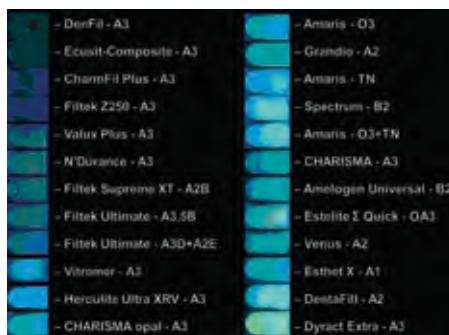 – DenFil - A3
– Ecusit-Composite - A3
– CharmFil Plus - A3
– Filtek Z250 - A3
– Valux Plus - A3
– N'Durance - A3
– Filtek Supreme XT - A2B
– Filtek Ultimate - A3,5B
– Filtek Ultimate - A3D+A2E
– Vitromer - A3
– Herculite Ultra XRV - A3
– CHARISMA opal - A3
– Amaris - O3
– Grandio - A2
– Amaris - TN
– Spectrum - B2
– Amaris - O3+TN
– CHARISMA - A3
– Amelogen Universal - B2
– Estelite Σ Quick - OA3
– Venus - A2
– Esthet X - A1
– DentaFill - A2
– Dyract Extra - A3